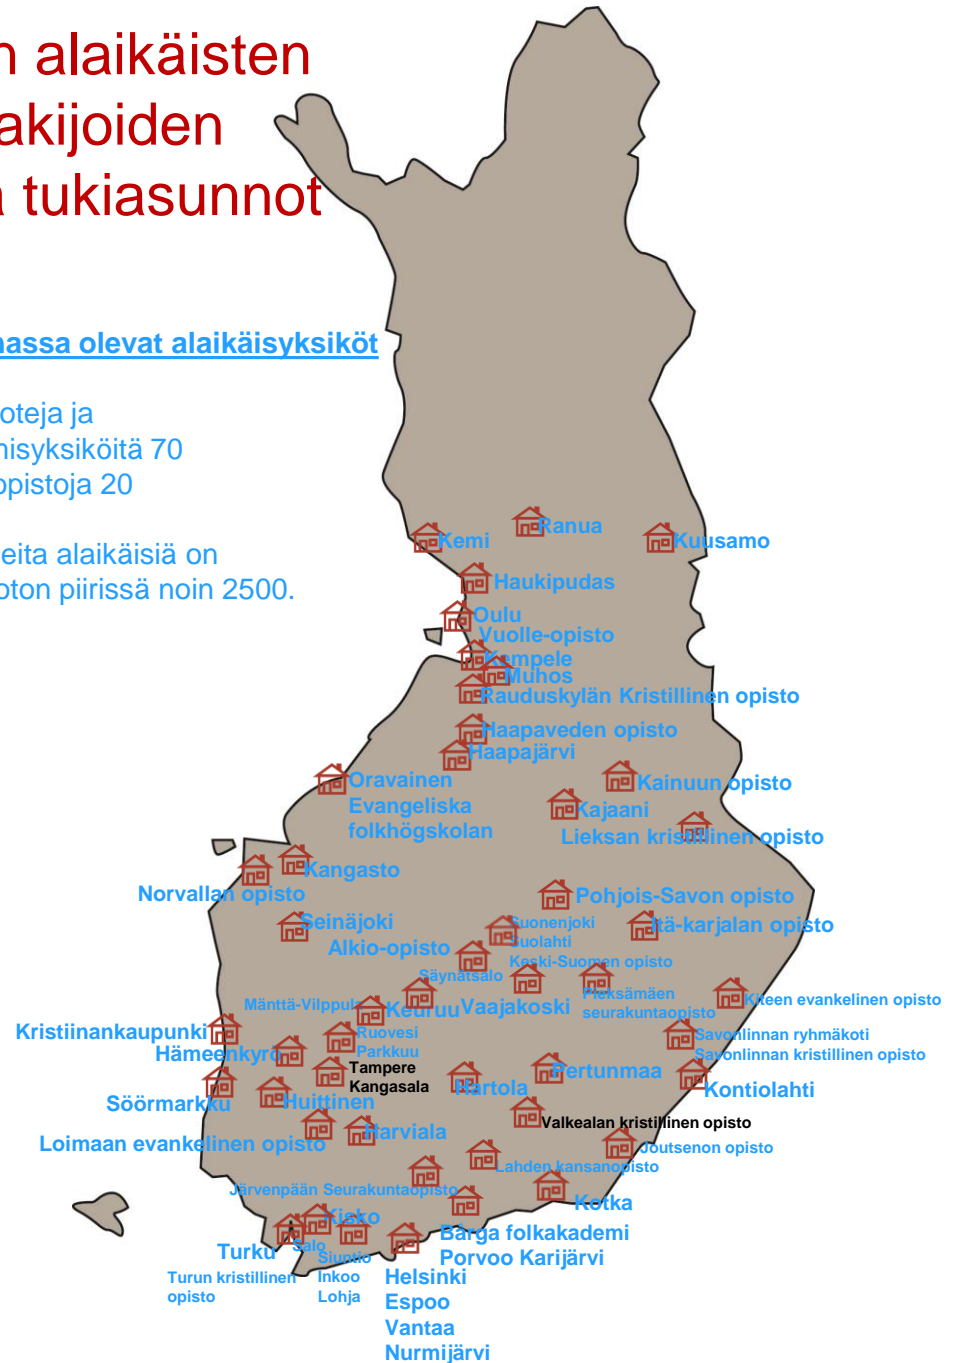 n alaikäisten
akijoiden
a tukiasunnot
nassa olevat alaikäisyksiköt
oteja ja
nisyksiköitä 70
opistoja 20
eita alaikäisiä on
oton piirissä noin 2500.
Kemi
Ranua
Kuusamo
Haukipudas
Oulu
Vuolle-opisto
Kempele
Muhos
Rauduskylän Kristillinen opisto
Haapaveden opisto
Haapajärvi
Oravainen
Evangeliska
folkhögskolan
Kainuun opisto
Kajaani
Lieksan kristillinen opisto
Kangasto
Norvallan opisto
Pohjois-Savon opisto
Seinäjoki
Suonenjoki
Suolahti
Keski-Suomen opisto
Itä-karjalan opisto
Alkio-opisto
Säynätsalo
Mänttä-Vilppula
Keuruu
Vaajakoski
Pieksämäen
seurakuntaopisto
Kiteen evankelinen opisto
Kristiinankaupunki
Ruovesi
Parkkuu
Savonlinnan ryhmäkoti
Savonlinnan kristillinen opisto
Hämeenkyrö
Tampere
Kangasala
Hartola
Pertunmaa
Kontiolahti
Söörmarkku
Huittinen
Valkealan kristillinen opisto
Loimaan evankelinen opisto
Harviala
Joutsenon opisto
Lahden kansanopisto
Järvenpään Seurakuntaopisto
Kotka
Kisko
Salo
Turku
Turun kristillinen
opisto
Siuntio
Inkoo
Lohja
Bårga folkakademi
Porvoo Karijärvi
Helsinki
Espoo
Vantaa
Nurmijärvi